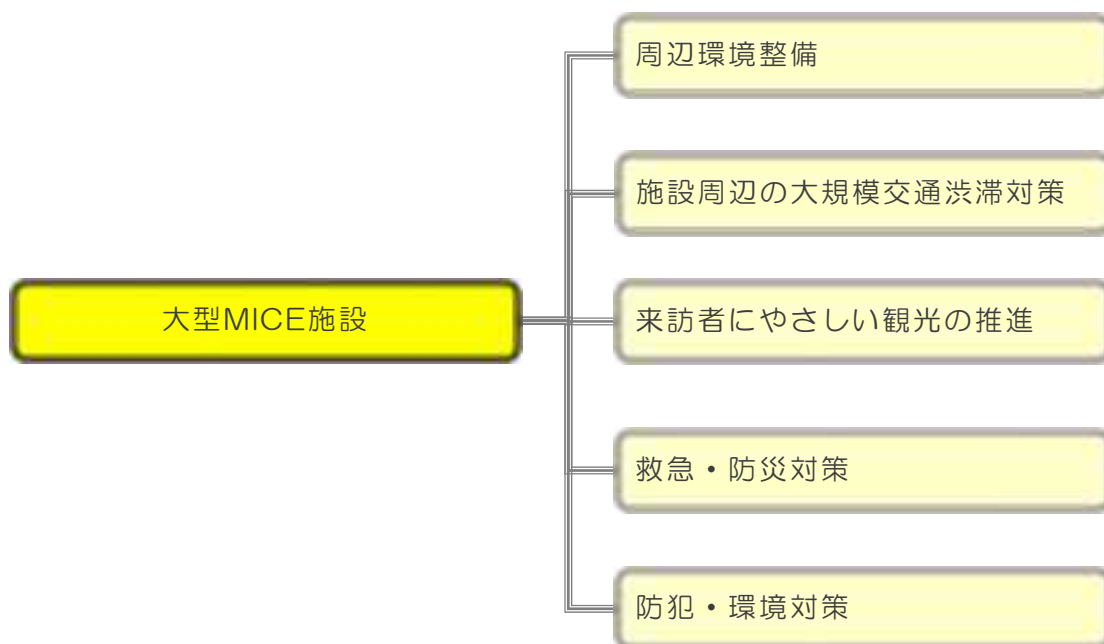 周辺環境整備
施設周辺の大規模交通渋滞対策
大型MICE施設
来訪者にやさしい観光の推進
救急・防災対策
防犯・環境対策